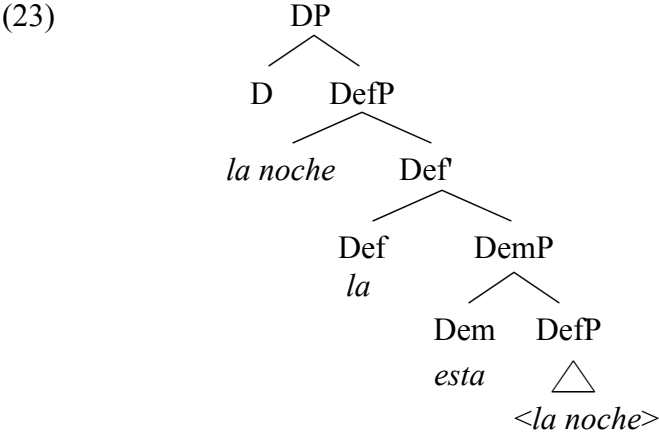 (23) DP
D DefP
la noche Def'
Def DemP
la
Dem DefP
esta
<la noche>